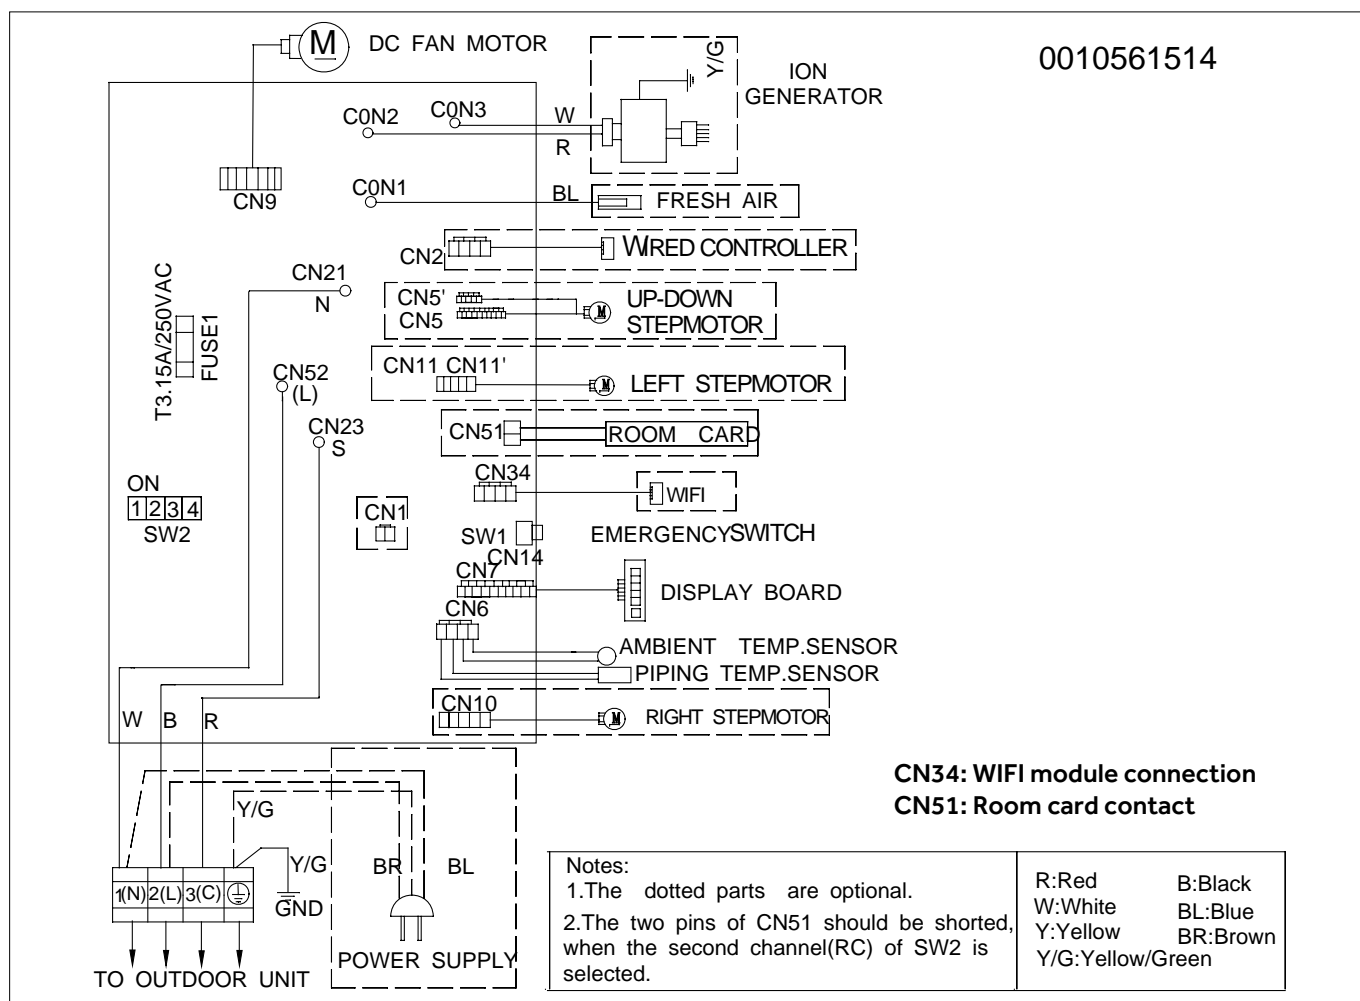 M DC FAN MOTOR
Y/G
ION
GENERATOR
0010561514
C0N2
C0N3
W
R
CN9
C0N1
BL
FRESH AIR
CN2
WIRED CONTROLLER
CN21
N
CN5'
CN5
M
UP-DOWN
STEPMOTOR
T3.15A/250VAC
FUSE1
CN52
(L)
CN11 CN11'
M
LEFT STEPMOTOR
CN23
S
CN51
ROOM CARD
CN34
WIFI
ON
1 2 3 4
SW2
CN1
SW1
EMERGENCY SWITCH
CN14
CN7
DISPLAY BOARD
CN6
AMBIENT TEMP.SENSOR
PIPING TEMP.SENSOR
CN10
M
RIGHT STEPMOTOR
W B R
CN34: WIFI module connection
CN51: Room card contact
Y/G
Y/G
BR
BL
1(N) 2(L) 3(C)
GND
POWER SUPPLY
TO OUTDOOR UNIT
Notes:
1.The dotted parts are optional.
2.The two pins of CN51 should be shorted,
when the second channel(RC) of SW2 is
selected.
R:Red B:Black
W:White BL:Blue
Y:Yellow BR:Brown
Y/G:Yellow/Green